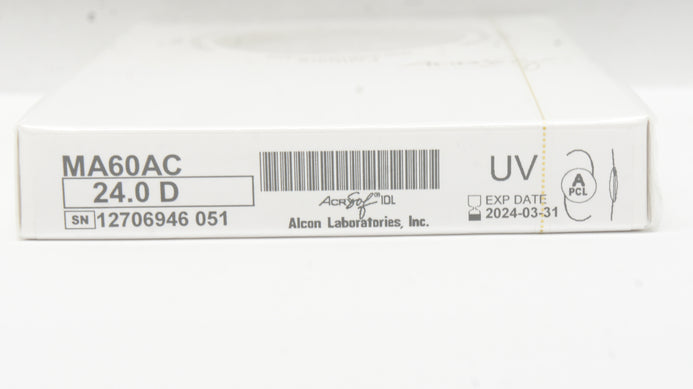 MA60AC
24.0 D
SN 12706946 051
AcrySof® IOL
Alcon Laboratories, Inc.
UV
EXP DATE
2024-03-31
A
PCL